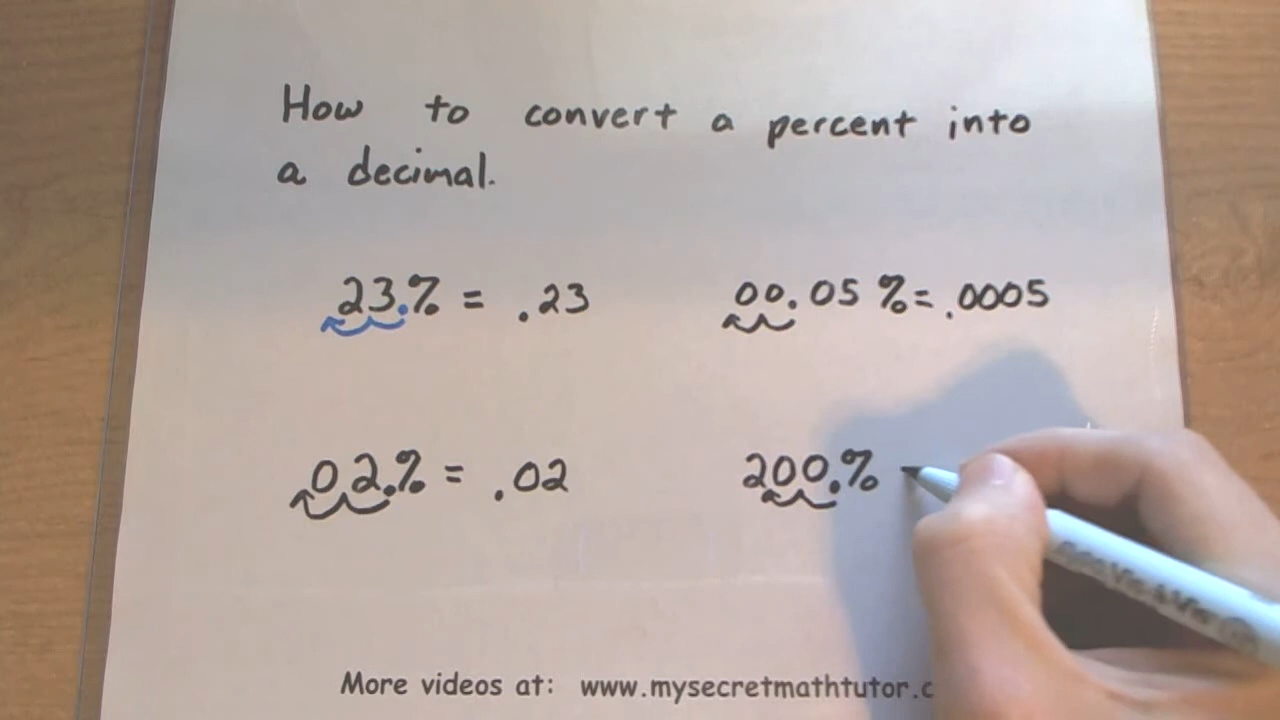 How to convert a percent into
a decimal.
23.% = .23
00.05 % = .0005
02.% = .02
200.%
More videos at: www.mysecretmathtutor.c